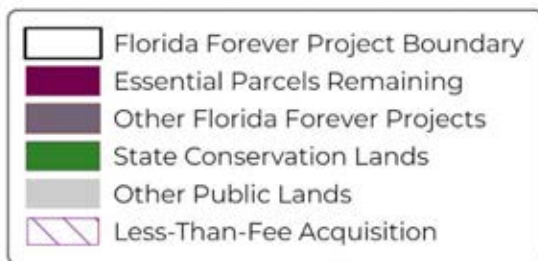 Florida Forever Project Boundary
Essential Parcels Remaining
Other Florida Forever Projects
State Conservation Lands
Other Public Lands
Less-Than-Fee Acquisition